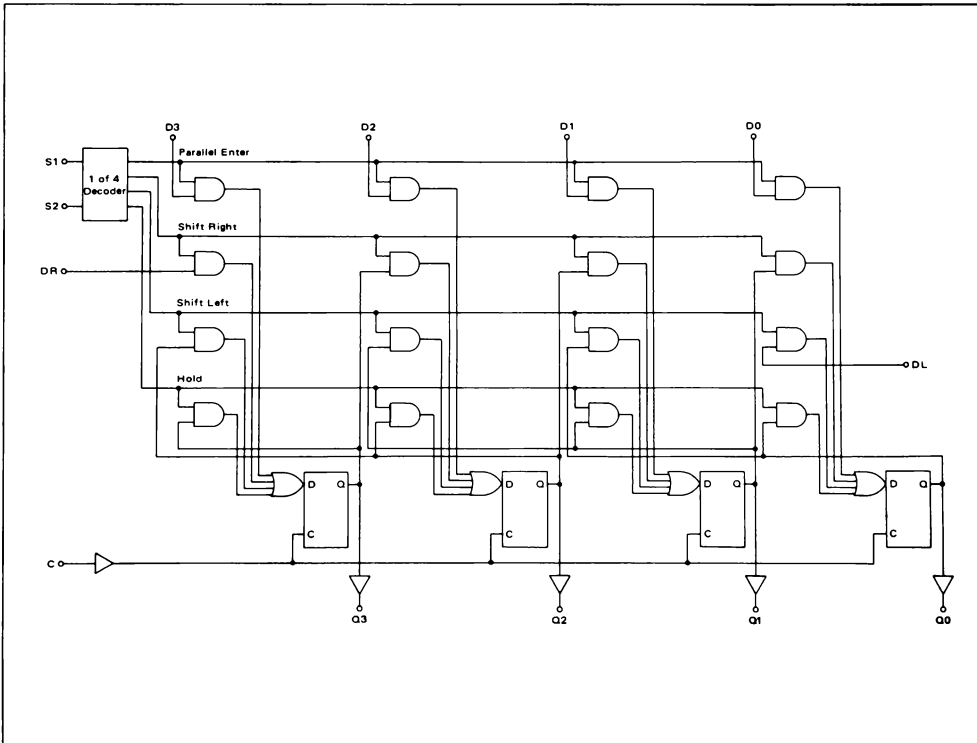 D3
D2
D1
D0
S1
1 of 4
Decoder
S2
Parallel Enter
Shift Right
DR
Shift Left
DL
Hold
D Q
C
D Q
C
D Q
C
D Q
C
C
Q3
Q2
Q1
Q0